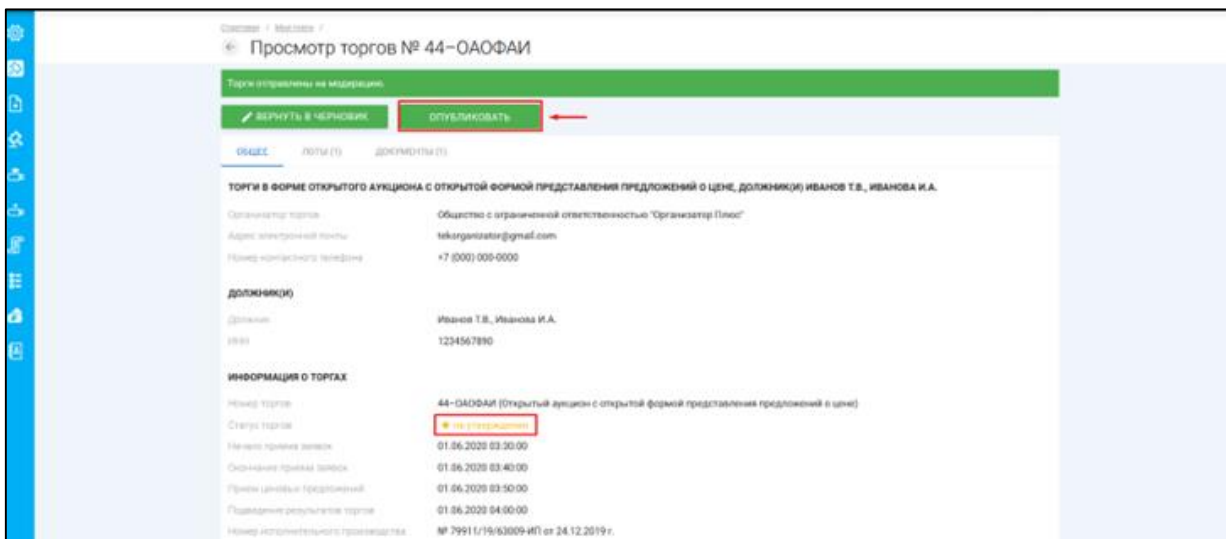 Стартовая / Мои торги /
Просмотр торгов № 44-ОАОФАИ
Торги отправлены на модерацию.
ВЕРНУТЬ В ЧЕРНОВИК ОПУБЛИКОВАТЬ
ОБЩЕЕ ЛОТЫ (1) ДОКУМЕНТЫ (1)
ТОРГИ В ФОРМЕ ОТКРЫТОГО АУКЦИОНА С ОТКРЫТОЙ ФОРМОЙ ПРЕДСТАВЛЕНИЯ ПРЕДЛОЖЕНИЙ О ЦЕНЕ, ДОЛЖНИК(И) ИВАНОВ Т.В., ИВАНОВА И.А.
Организатор торгов Общество с ограниченной ответственностью "Организатор Плюс"
Адрес электронной почты tekorganizator@gmail.com
Номер контактного телефона +7 (000) 000-0000
ДОЛЖНИК(И)
Должник Иванов Т.В., Иванова И.А.
ИНН 1234567890
ИНФОРМАЦИЯ О ТОРГАХ
Номер торгов 44-ОАОФАИ (Открытый аукцион с открытой формой представления предложений о цене)
Статус торгов на утверждении
Начало приема заявок 01.06.2020 03:30:00
Окончание приема заявок 01.06.2020 03:40:00
Прием ценовых предложений 01.06.2020 03:50:00
Подведение результатов торгов 01.06.2020 04:00:00
Номер исполнительного производства № 79911/19/63009-ИП от 24.12.2019 г.